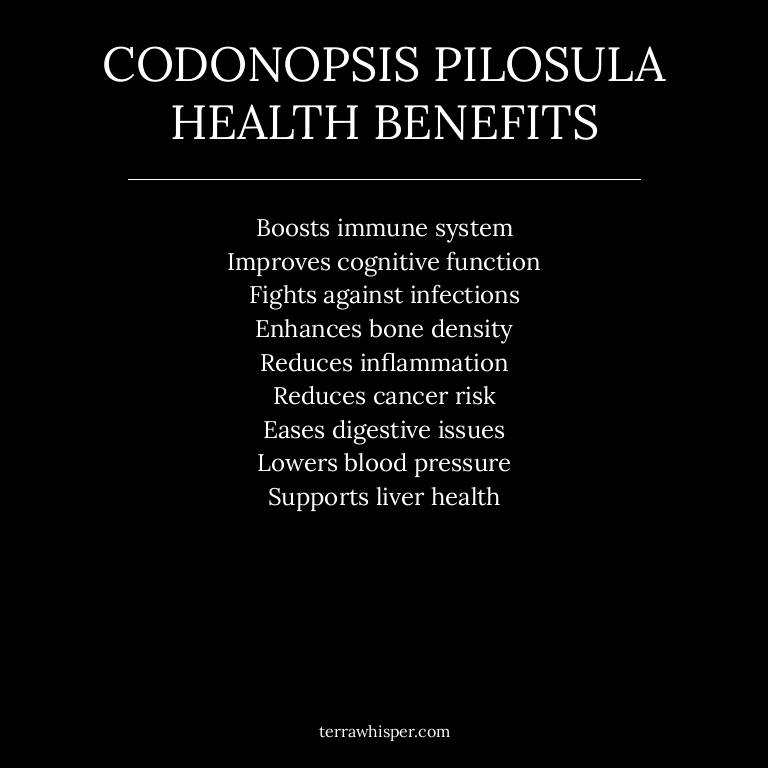 CODONOPSIS PILOSULA
HEALTH BENEFITS
Boosts immune system
Improves cognitive function
Fights against infections
Enhances bone density
Reduces inflammation
Reduces cancer risk
Eases digestive issues
Lowers blood pressure
Supports liver health
terrawhisper.com